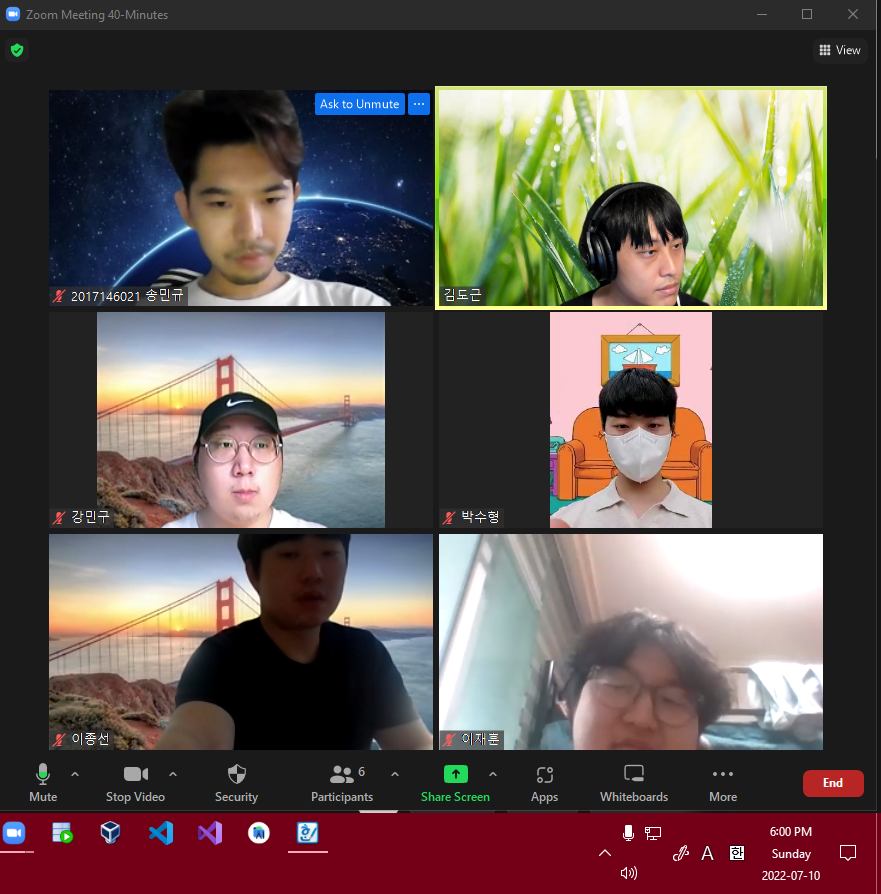 Zoom Meeting 40-Minutes
View
Ask to Unmute ...
2017146021 송민규
김도근
강민구
박수형
이종선
이재훈
6
Mute
Stop Video
Security
Participants
Share Screen
Apps
Whiteboards
More
End
A 한
6:00 PM
Sunday
2022-07-10